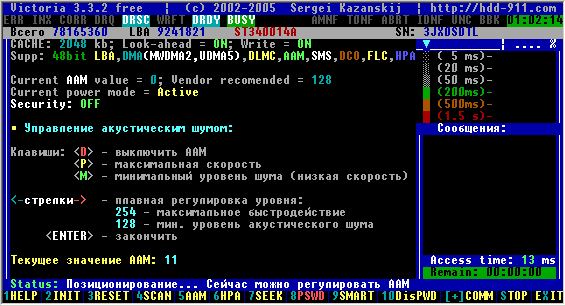 Victoria 3.3.2 free | (c) 2002-2005 Sergei Kazanskij | http://hdd-911.com
ERR INX CORR DRQ DRSC WRFT DRDY BUSY AMNF TONF ABRT IDNF UNC BBK 01:02:14
Всего 78165360 LBA 9241821 ST340014A SN: 3JXDSDTL
CACHE: 2048 kb; Look-ahead = ON; Write = ON
Supp: 48bit LBA,DMA(MWDMA2,UDMA5),DLMC,AAM,SMS,DCO,FLC,HPA
Current AAM value = 0; Vendor recomended = 128
Current power mode = Active
Security: OFF
Управление акустическим шумом:
Клавиши: <D> - выключить AAM
<P> - максимальная скорость
<M> - минимальный уровень шума (низкая скорость)
<-стрелки-> - плавная регулировка уровня:
254 - максимальное быстродействие
128 - мин. уровень акустического шума
<ENTER> - закончить
Текущее значение AAM: 11
Status: Позиционирование... Сейчас можно регулировать AAM
| .... %
( 5 ms)-
(20 ms)-
(50 ms)-
(200ms)-
(500ms)-
(1.5 s)-
Сообщения:
Access time: 13 ms
Remain: 00:00:00
1HELP 2INIT 3RESET 4SCAN 5AAM 6HPA 7SEEK 8PSWD 9SMART 10DisPWD [+]COMM STOP EXIT